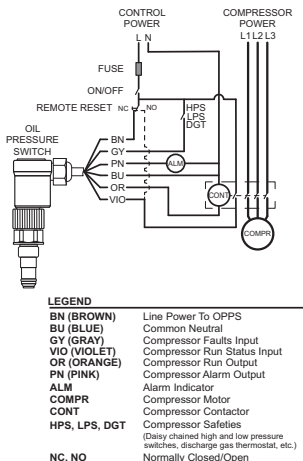 CONTROL
POWER
COMPRESSOR
POWER
L N
L1 L2 L3
FUSE
ON/OFF
REMOTE RESET
NC
NO
HPS
LPS
DGT
OIL
PRESSURE
SWITCH
BN
GY
PN
ALM
BU
OR
VIO
CONT
COMPR
LEGEND
BN (BROWN) Line Power To OPPS
BU (BLUE) Common Neutral
GY (GRAY) Compressor Faults Input
VIO (VIOLET) Compressor Run Status Input
OR (ORANGE) Compressor Run Output
PN (PINK) Compressor Alarm Output
ALM Alarm Indicator
COMPR Compressor Motor
CONT Compressor Contactor
HPS, LPS, DGT Compressor Safeties
(Daisy chained high and low pressure
switches, discharge gas thermostat, etc.)
NC, NO Normally Closed/Open